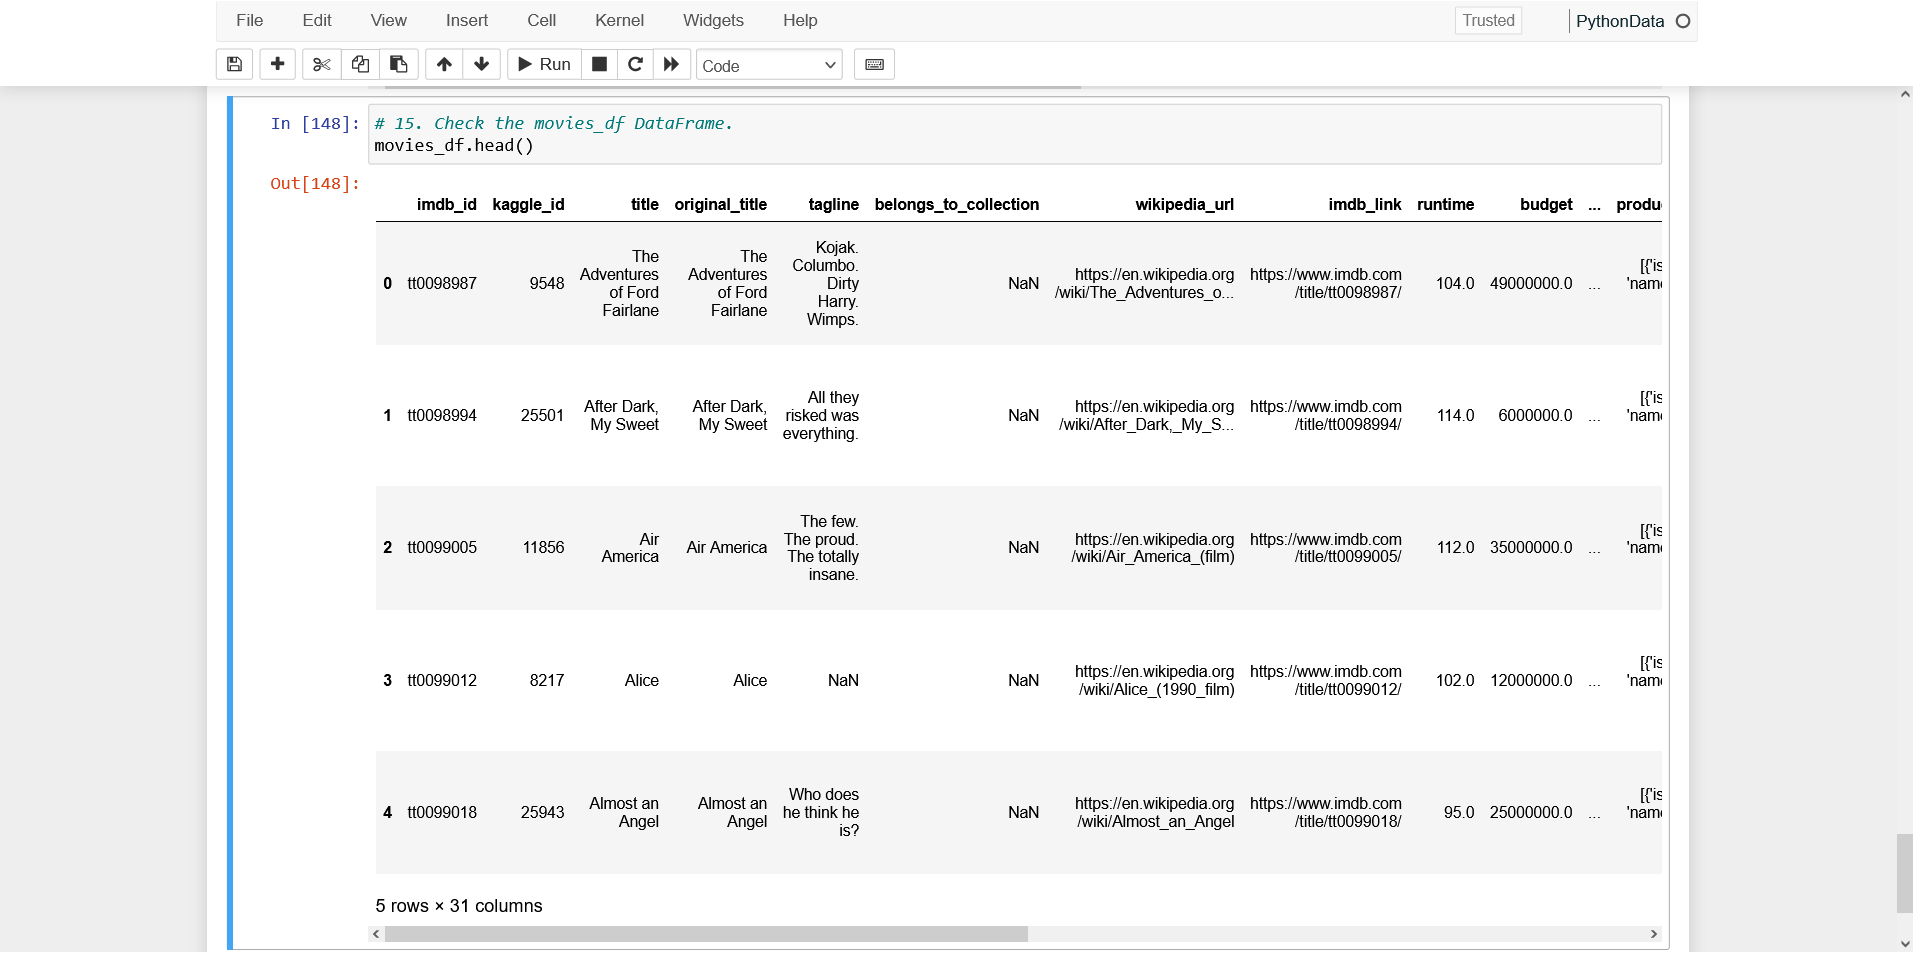 File Edit View Insert Cell Kernel Widgets Help Trusted PythonData
Run Code
In [148]: # 15. Check the movies_df DataFrame.
movies_df.head()
Out[148]:
imdb_id kaggle_id title original_title tagline belongs_to_collection wikipedia_url imdb_link runtime budget ... produ
0 tt0098987 9548 The Adventures of Ford Fairlane The Adventures of Ford Fairlane Kojak. Columbo. Dirty Harry. Wimps. NaN https://en.wikipedia.org/wiki/The_Adventures_o... https://www.imdb.com/title/tt0098987/ 104.0 49000000.0 ... [{'is 'name
1 tt0098994 25501 After Dark, My Sweet After Dark, My Sweet All they risked was everything. NaN https://en.wikipedia.org/wiki/After_Dark,_My_S... https://www.imdb.com/title/tt0098994/ 114.0 6000000.0 ... [{'is 'name
2 tt0099005 11856 Air America Air America The few. The proud. The totally insane. NaN https://en.wikipedia.org/wiki/Air_America_(film) https://www.imdb.com/title/tt0099005/ 112.0 35000000.0 ... [{'is 'name
3 tt0099012 8217 Alice Alice NaN NaN https://en.wikipedia.org/wiki/Alice_(1990_film) https://www.imdb.com/title/tt0099012/ 102.0 12000000.0 ... [{'is 'name
4 tt0099018 25943 Almost an Angel Almost an Angel Who does he think he is? NaN https://en.wikipedia.org/wiki/Almost_an_Angel https://www.imdb.com/title/tt0099018/ 95.0 25000000.0 ... [{'is 'name
5 rows × 31 columns